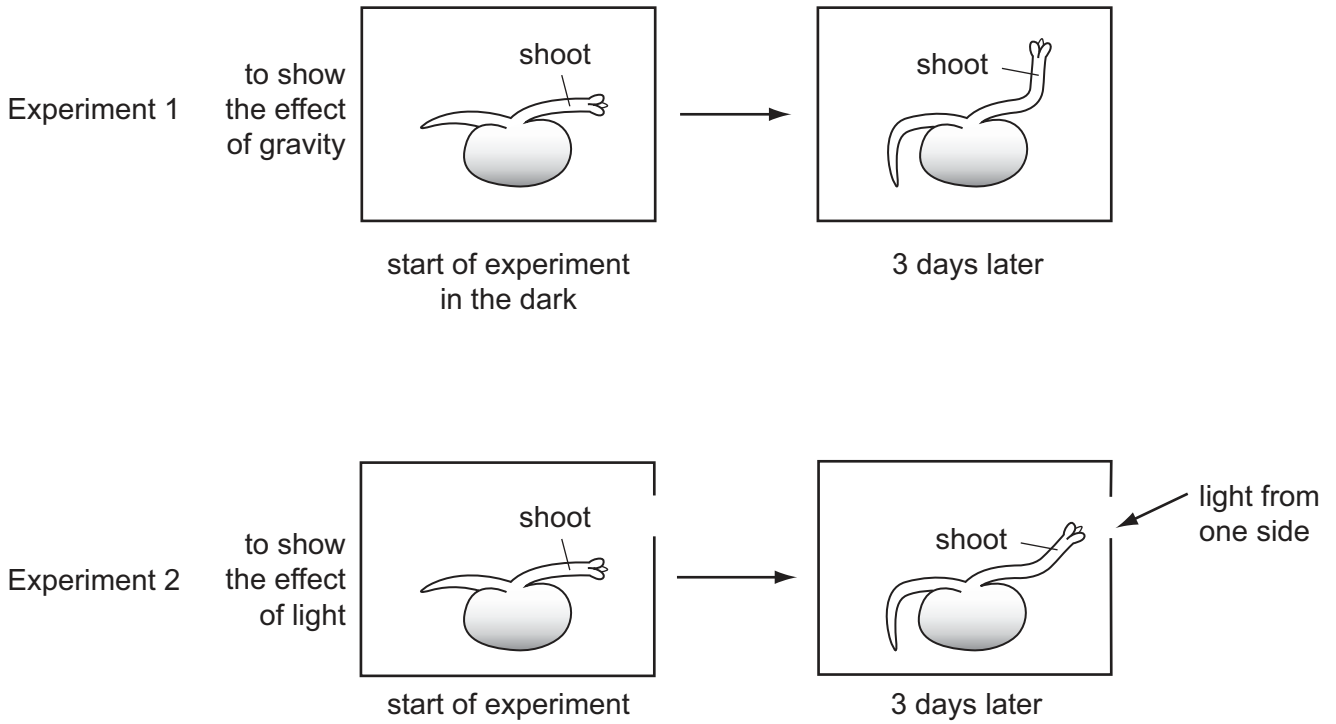 Experiment 1
to show
the effect
of gravity
shoot
shoot
start of experiment
in the dark
3 days later
Experiment 2
to show
the effect
of light
shoot
shoot
light from
one side
start of experiment
3 days later